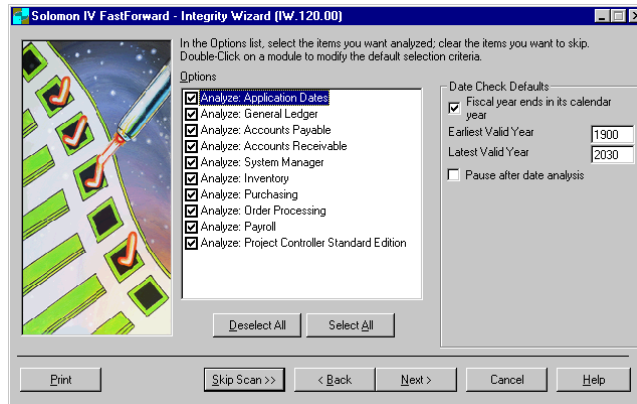 Solomon IV FastForward - Integrity Wizard (IW.120.00)
In the Options list, select the items you want analyzed; clear the items you want to skip.
Double-Click on a module to modify the default selection criteria.
Options
Analyze: Application Dates
Analyze: General Ledger
Analyze: Accounts Payable
Analyze: Accounts Receivable
Analyze: System Manager
Analyze: Inventory
Analyze: Purchasing
Analyze: Order Processing
Analyze: Payroll
Analyze: Project Controller Standard Edition
Deselect All
Select All
Date Check Defaults
Fiscal year ends in its calendar
year
Earliest Valid Year 1900
Latest Valid Year 2030
Pause after date analysis
Print
Skip Scan >>
< Back
Next >
Cancel
Help